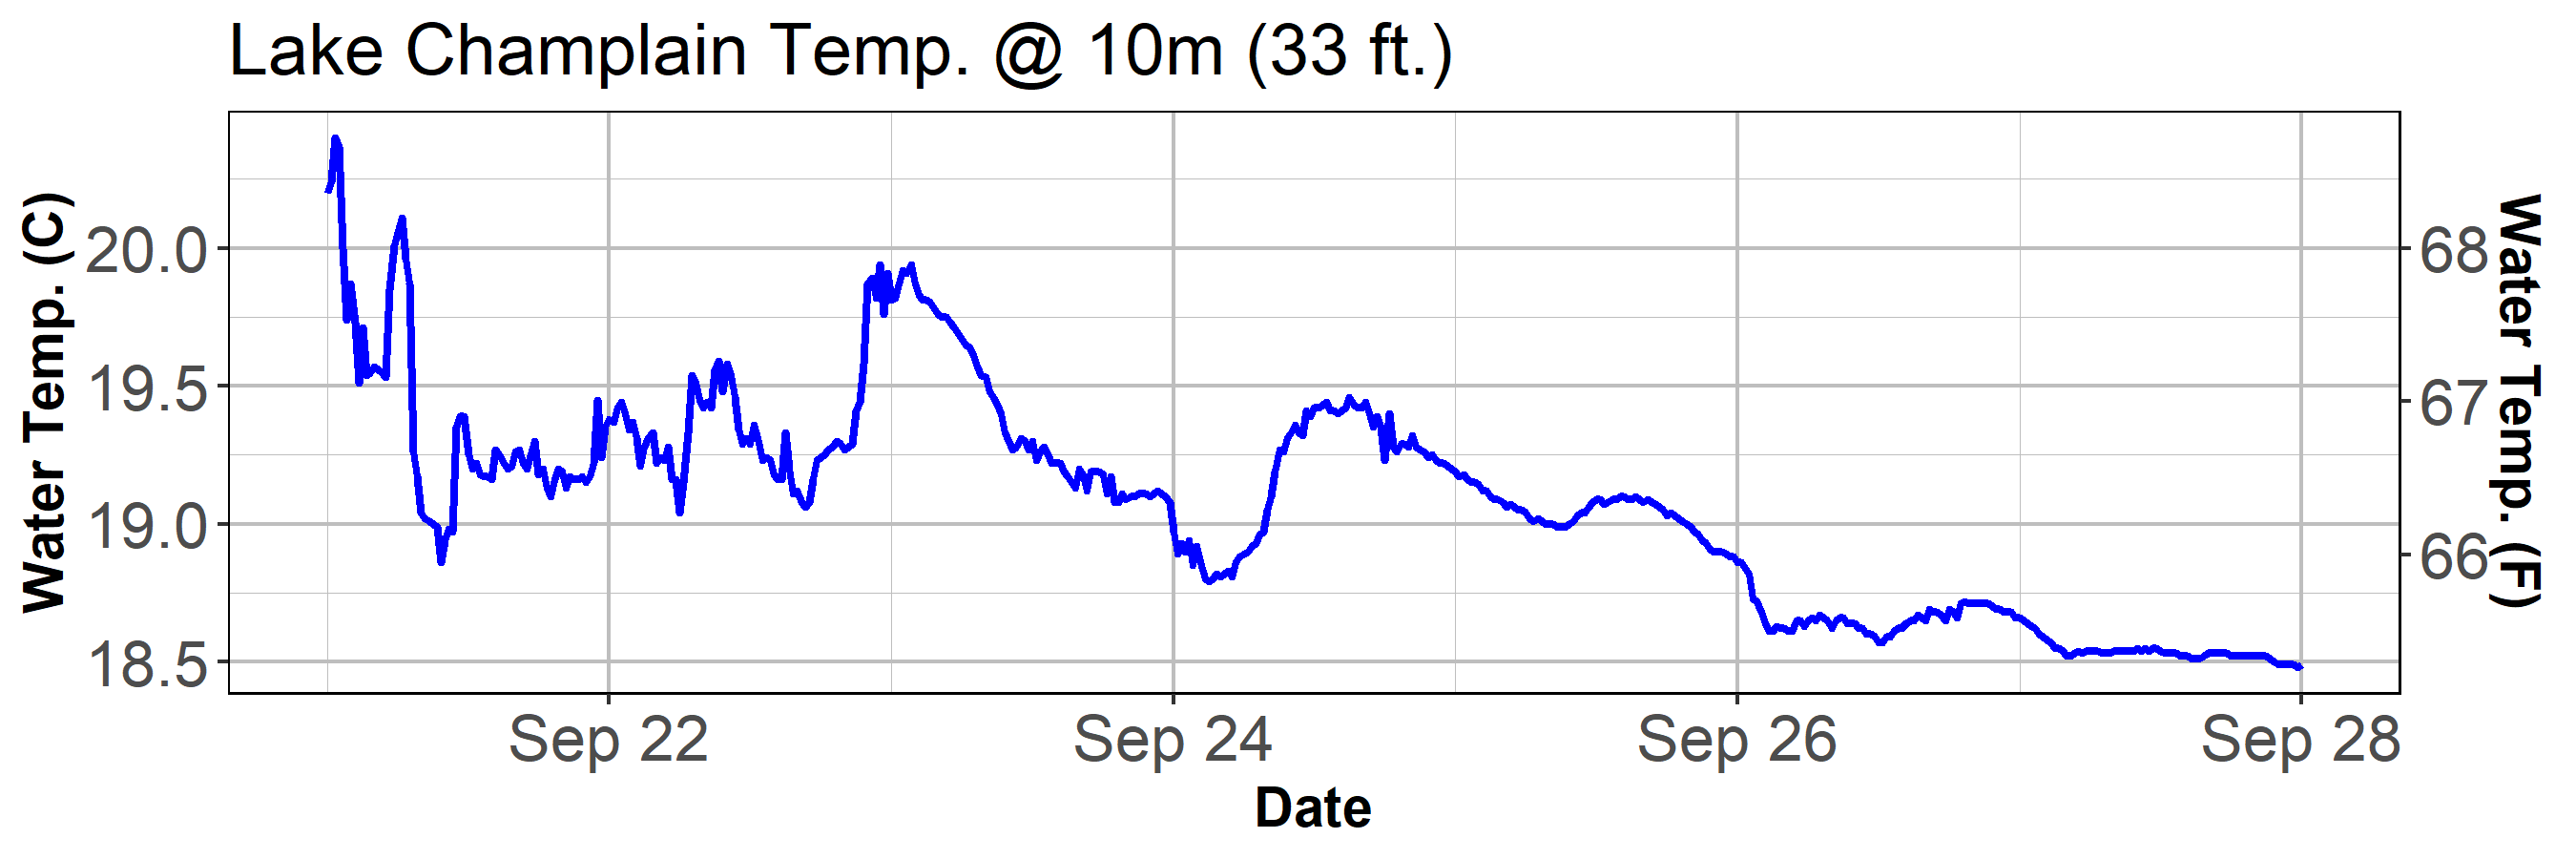 Lake Champlain Temp. @ 10m (33 ft.)
Water Temp. (C)
20.0
19.5
19.0
18.5
68
67
66
Water Temp. (F)
Sep 22
Sep 24
Sep 26
Sep 28
Date